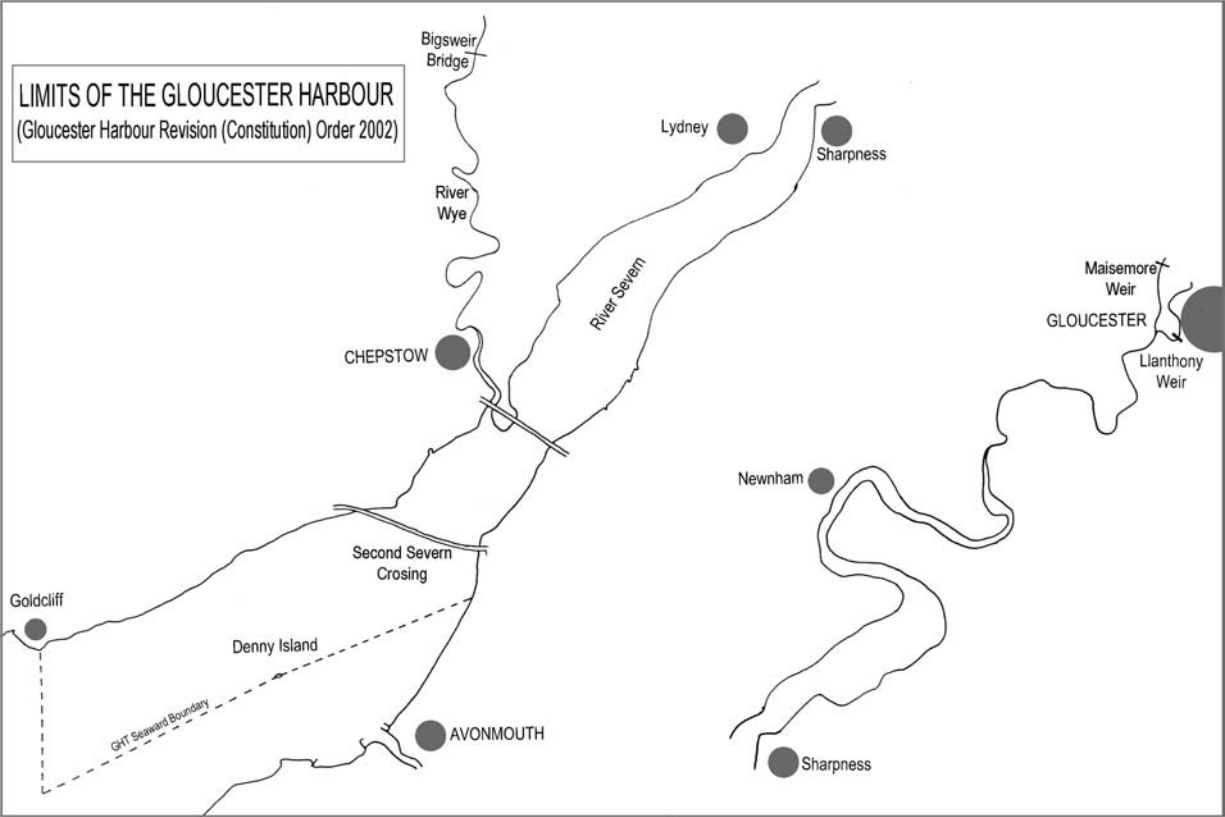 LIMITS OF THE GLOUCESTER HARBOUR
(Gloucester Harbour Revision (Constitution) Order 2002)
Bigsweir
Bridge
Lydney
Sharpness
River
Wye
River Severn
Maisemore
Weir
GLOUCESTER
Llanthony
Weir
CHEPSTOW
Newnham
Second Severn
Crossing
Goldcliff
Denny Island
GHT Seaward Boundary
AVONMOUTH
Sharpness